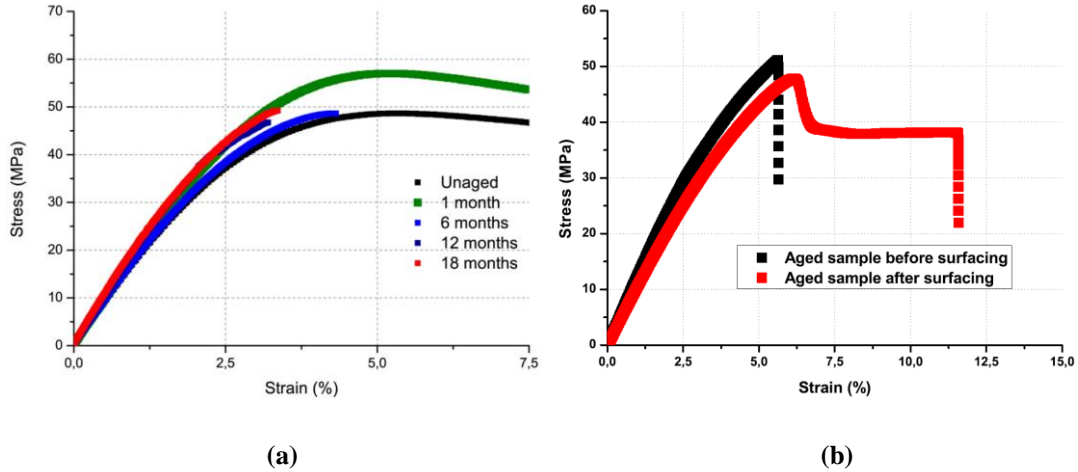 70
60
50
40
30
20
10
0
Stress (MPa)
Unaged
1 month
6 months
12 months
18 months
0,0 2,5 5,0 7,5
Strain (%)
(a)
60
50
40
30
20
10
0
Stress (MPa)
Aged sample before surfacing
Aged sample after surfacing
0,0 2,5 5,0 7,5 10,0 12,5 15,0
Strain (%)
(b)